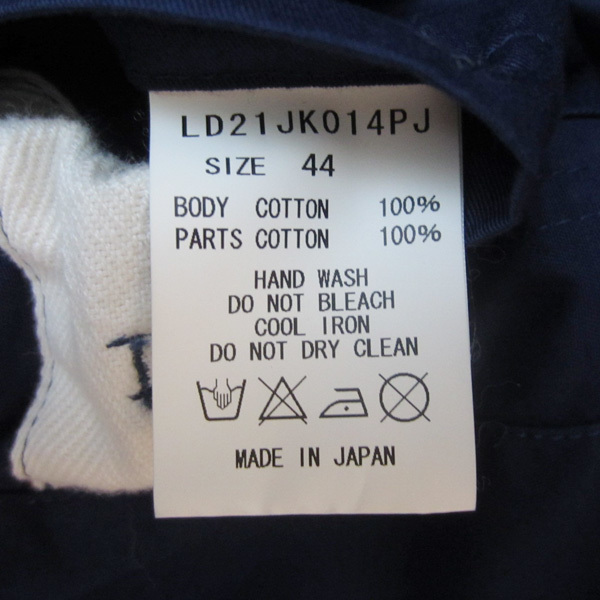 LD21JK014PJ
SIZE 44
BODY COTTON 100%
PARTS COTTON 100%
HAND WASH
DO NOT BLEACH
COOL IRON
DO NOT DRY CLEAN
MADE IN JAPAN